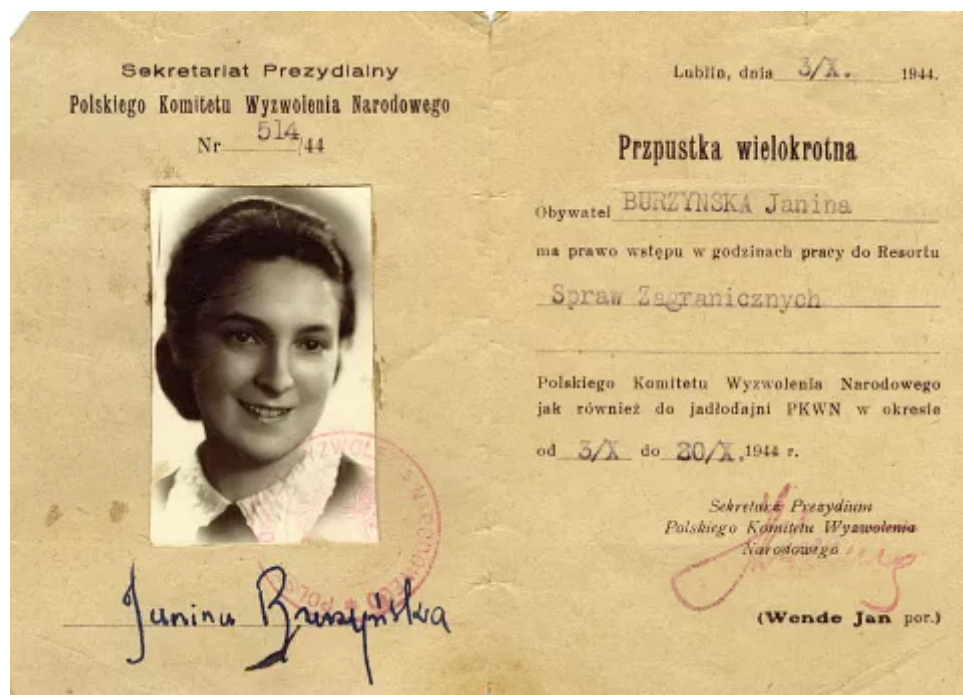 Sekretariat Prezydialny
Polskiego Komitetu Wyzwolenia Narodowego
Nr 514/44
Janina Burzyńska
Lublin, dnia 3/X. 1944.
Przpustka wielokrotna
Obywatel BURZYNSKA Janina
ma prawo wstępu w godzinach pracy do Resortu
Spraw Zagranicznych
Polskiego Komitetu Wyzwolenia Narodowego
jak również do jadłodajni PKWN w okresie
od 3/X do 20/X.1944 r.
Sekretarz Prezydium
Polskiego Komitetu Wyzwolenia
Narodowego
(Wende Jan por.)